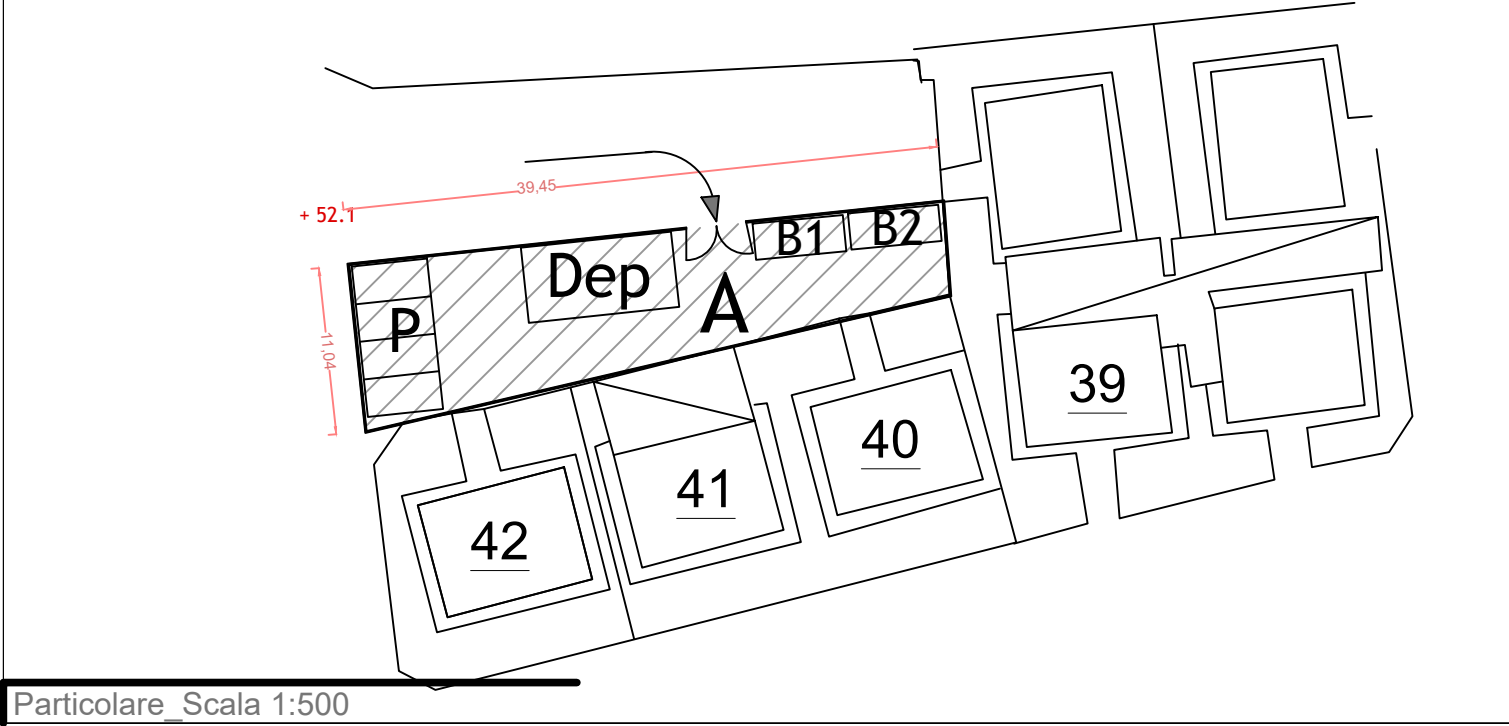 39,45
+ 52.1
B1
B2
Dep
A
P
11,04
39
40
41
42
Particolare_Scala 1:500